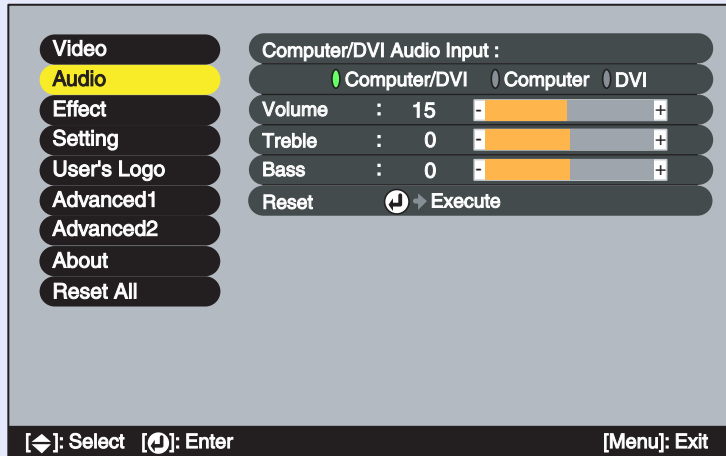 Video
Audio
Effect
Setting
User's Logo
Advanced1
Advanced2
About
Reset All
Computer/DVI Audio Input :
Computer/DVI Computer DVI
Volume : 15 - +
Treble : 0 - +
Bass : 0 - +
Reset Execute
[ ]: Select [ ]: Enter [Menu]: Exit